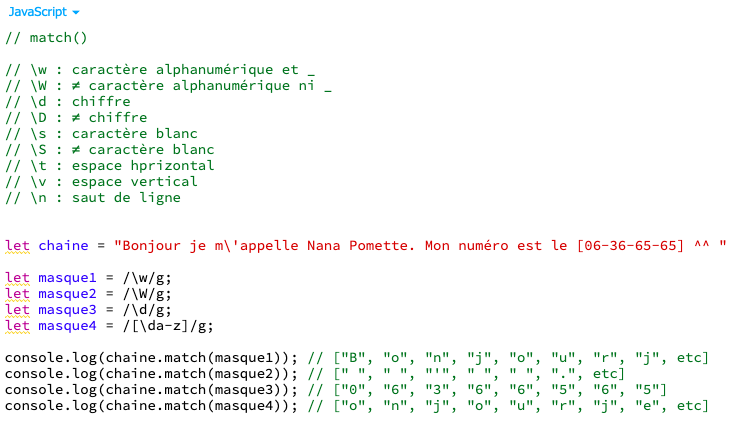 JavaScript
// match()
// \w : caractère alphanumérique et _
// \W : ≠ caractère alphanumérique ni _
// \d : chiffre
// \D : ≠ chiffre
// \s : caractère blanc
// \S : ≠ caractère blanc
// \t : espace hprizontal
// \v : espace vertical
// \n : saut de ligne
let chaine = "Bonjour je m\'appelle Nana Pomette. Mon numéro est le [06-36-65-65] ^^ "
let masque1 = /\w/g;
let masque2 = /\W/g;
let masque3 = /\d/g;
let masque4 = /[\da-z]/g;
console.log(chaine.match(masque1)); // ["B", "o", "n", "j", "o", "u", "r", "j", etc]
console.log(chaine.match(masque2)); // [" ", " ", "'", " ", " ", ".", etc]
console.log(chaine.match(masque3)); // ["0", "6", "3", "6", "6", "5", "6", "5"]
console.log(chaine.match(masque4)); // ["o", "n", "j", "o", "u", "r", "j", "e", etc]